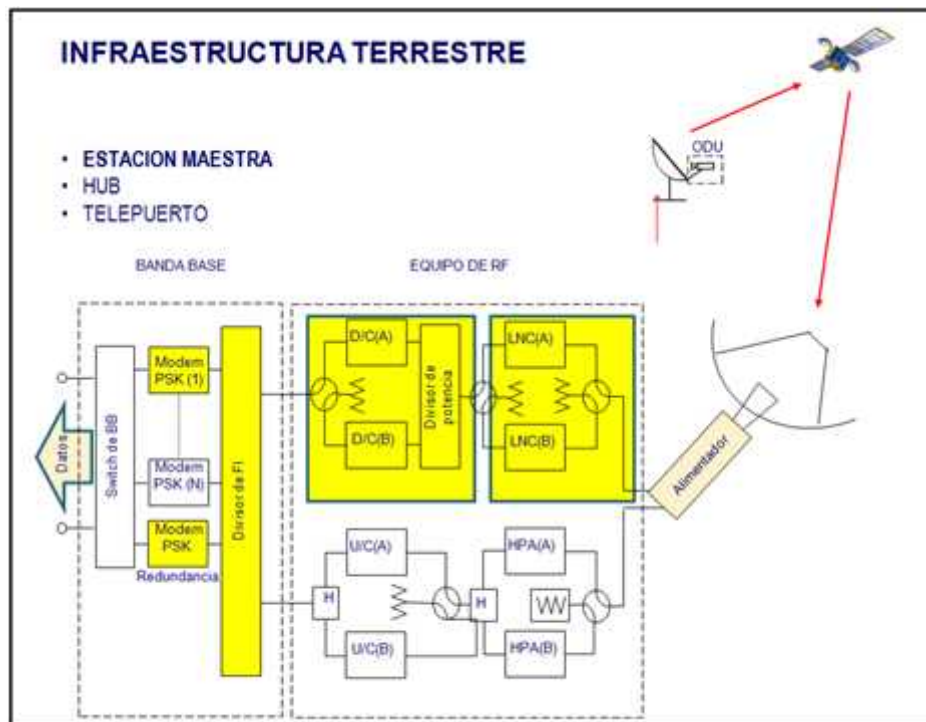 INFRAESTRUCTURA TERRESTRE
ODU
• ESTACION MAESTRA
• HUB
• TELEPUERTO
BANDA BASE
EQUIPO DE RF
Datos
Switch de BB
Modem
PSK (1)
Modem
PSK (N)
Modem
PSK
Redundancia
Divisor de FI
D/C(A)
D/C(B)
Divisor de
potencia
LNC(A)
LNC(B)
Alimentador
H
U/C(A)
U/C(B)
H
HPA(A)
HPA(B)